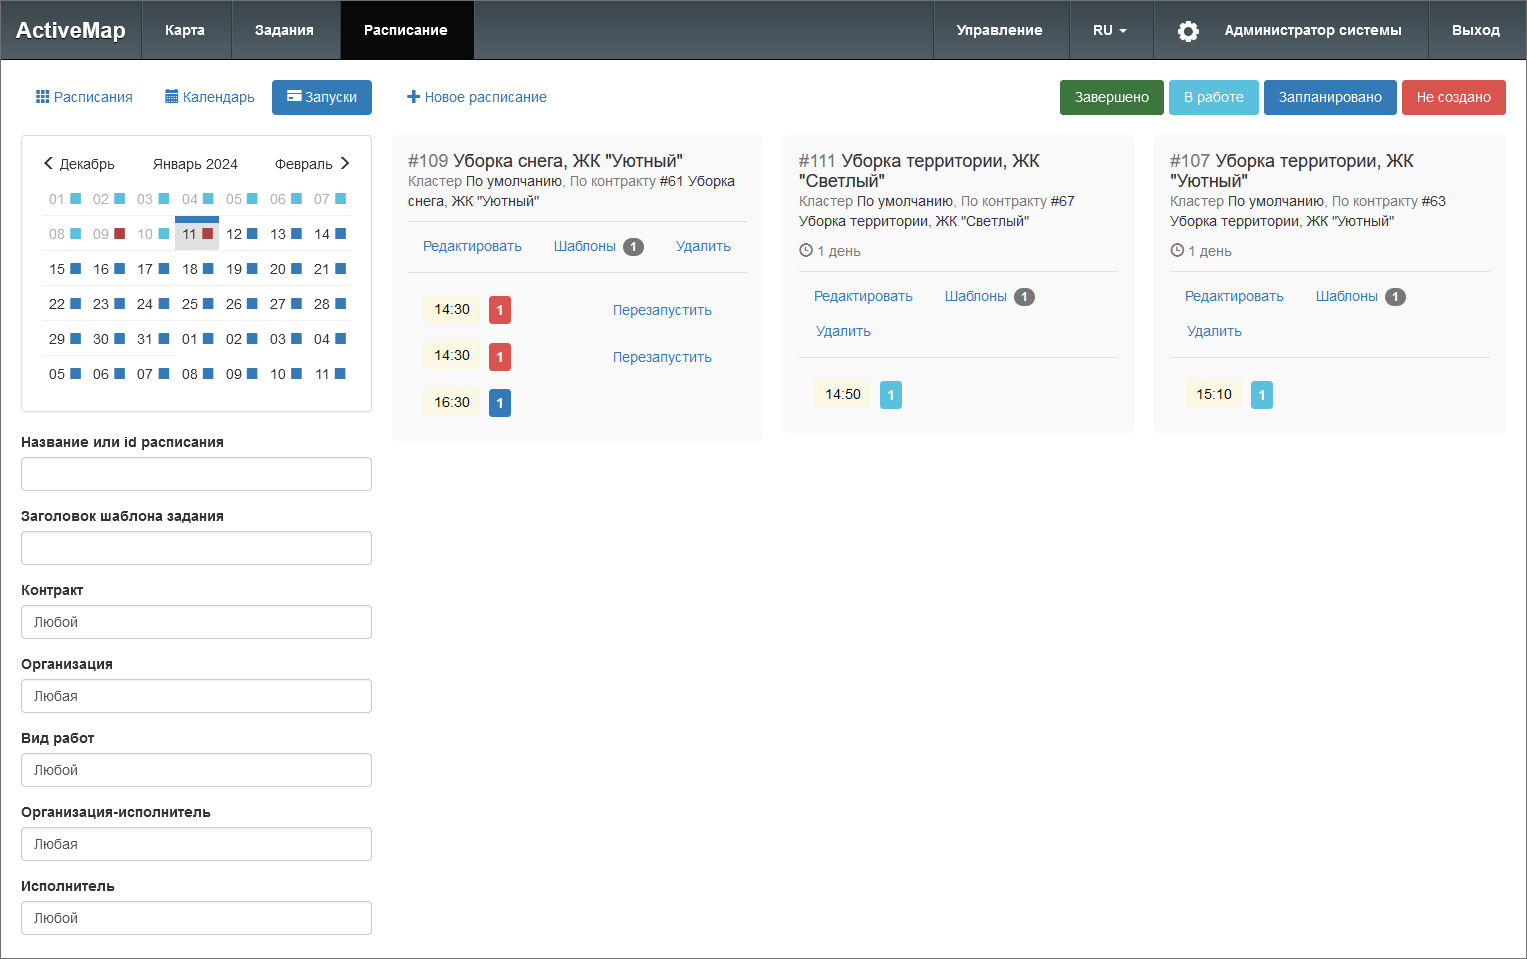 ActiveMap
Карта
Задания
Расписание
Управление
RU
Администратор системы
Выход
Расписания
Календарь
Запуски
Новое расписание
Завершено
В работе
Запланировано
Не создано
Декабрь Январь 2024 Февраль
01 02 03 04 05 06 07
08 09 10 11 12 13 14
15 16 17 18 19 20 21
22 23 24 25 26 27 28
29 30 31 01 02 03 04
05 06 07 08 09 10 11
Название или id расписания
Заголовок шаблона задания
Контракт
Любой
Организация
Любая
Вид работ
Любой
Организация-исполнитель
Любая
Исполнитель
Любой
#109 Уборка снега, ЖК "Уютный"
Кластер По умолчанию, По контракту #61 Уборка
снега, ЖК "Уютный"
Редактировать Шаблоны 1 Удалить
14:30 1 Перезапустить
14:30 1 Перезапустить
16:30 1
#111 Уборка территории, ЖК
"Светлый"
Кластер По умолчанию, По контракту #67
Уборка территории, ЖК "Светлый"
1 день
Редактировать Шаблоны 1
Удалить
14:50 1
#107 Уборка территории, ЖК
"Уютный"
Кластер По умолчанию, По контракту #63
Уборка территории, ЖК "Уютный"
1 день
Редактировать Шаблоны 1
Удалить
15:10 1